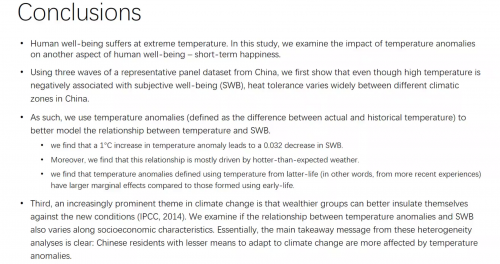 Conclusions
• Human well-being suffers at extreme temperature. In this study, we examine the impact of temperature anomalies
on another aspect of human well-being – short-term happiness.
• Using three waves of a representative panel dataset from China, we first show that even though high temperature is
negatively associated with subjective well-being (SWB), heat tolerance varies widely between different climatic
zones in China.
• As such, we use temperature anomalies (defined as the difference between actual and historical temperature) to
better model the relationship between temperature and SWB.
• we find that a 1°C increase in temperature anomaly leads to a 0.032 decrease in SWB.
• Moreover, we find that this relationship is mostly driven by hotter-than-expected weather.
• we find that temperature anomalies defined using temperature from latter-life (in other words, from more recent experiences)
have larger marginal effects compared to those formed using early-life.
• Third, an increasingly prominent theme in climate change is that wealthier groups can better insulate themselves
against the new conditions (IPCC, 2014). We examine if the relationship between temperature anomalies and SWB
also varies along socioeconomic characteristics. Essentially, the main takeaway message from these heterogeneity
analyses is clear: Chinese residents with lesser means to adapt to climate change are more affected by temperature
anomalies.